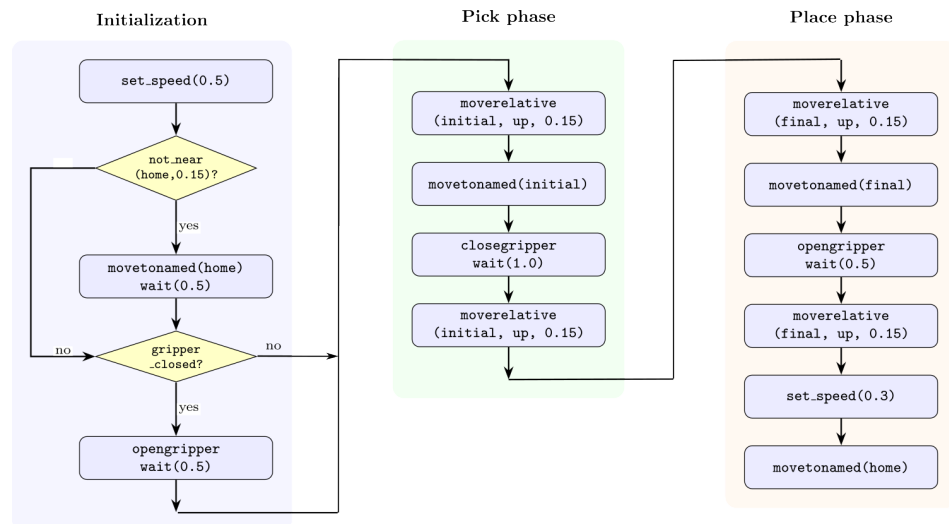 Initialization
set_speed(0.5)
not_near
(home,0.15)?
yes
movetonamed(home)
wait(0.5)
no
gripper
_closed?
no
yes
opengripper
wait(0.5)
Pick phase
moverelative
(initial, up, 0.15)
movetonamed(initial)
closegripper
wait(1.0)
moverelative
(initial, up, 0.15)
Place phase
moverelative
(final, up, 0.15)
movetonamed(final)
opengripper
wait(0.5)
moverelative
(final, up, 0.15)
set_speed(0.3)
movetonamed(home)